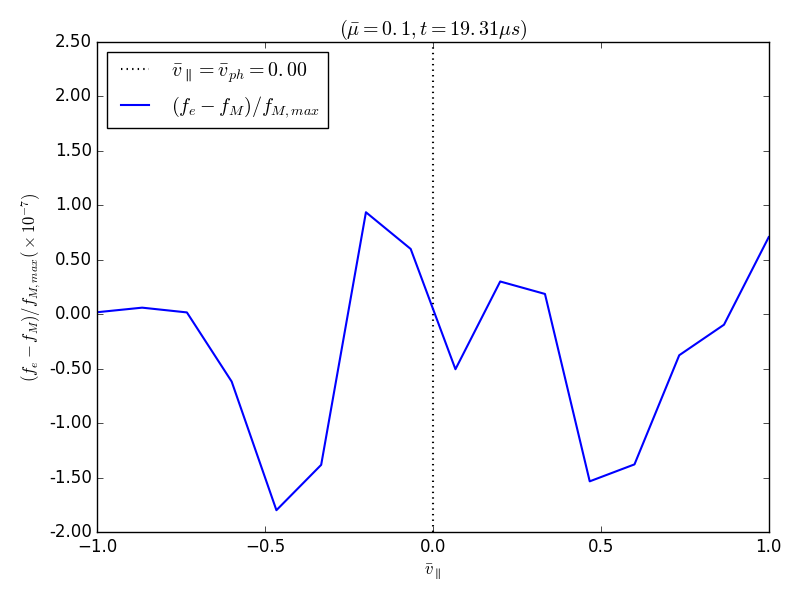 (μ̄ = 0.1, t = 19.31μs)
v̄∥ = v̄ph = 0.00
(fe − fM)/fM,max
2.50
2.00
1.50
1.00
0.50
0.00
-0.50
-1.00
-1.50
-2.00
(fe − fM)/fM,max(×10⁻⁷)
−1.0 −0.5 0.0 0.5 1.0
v̄∥